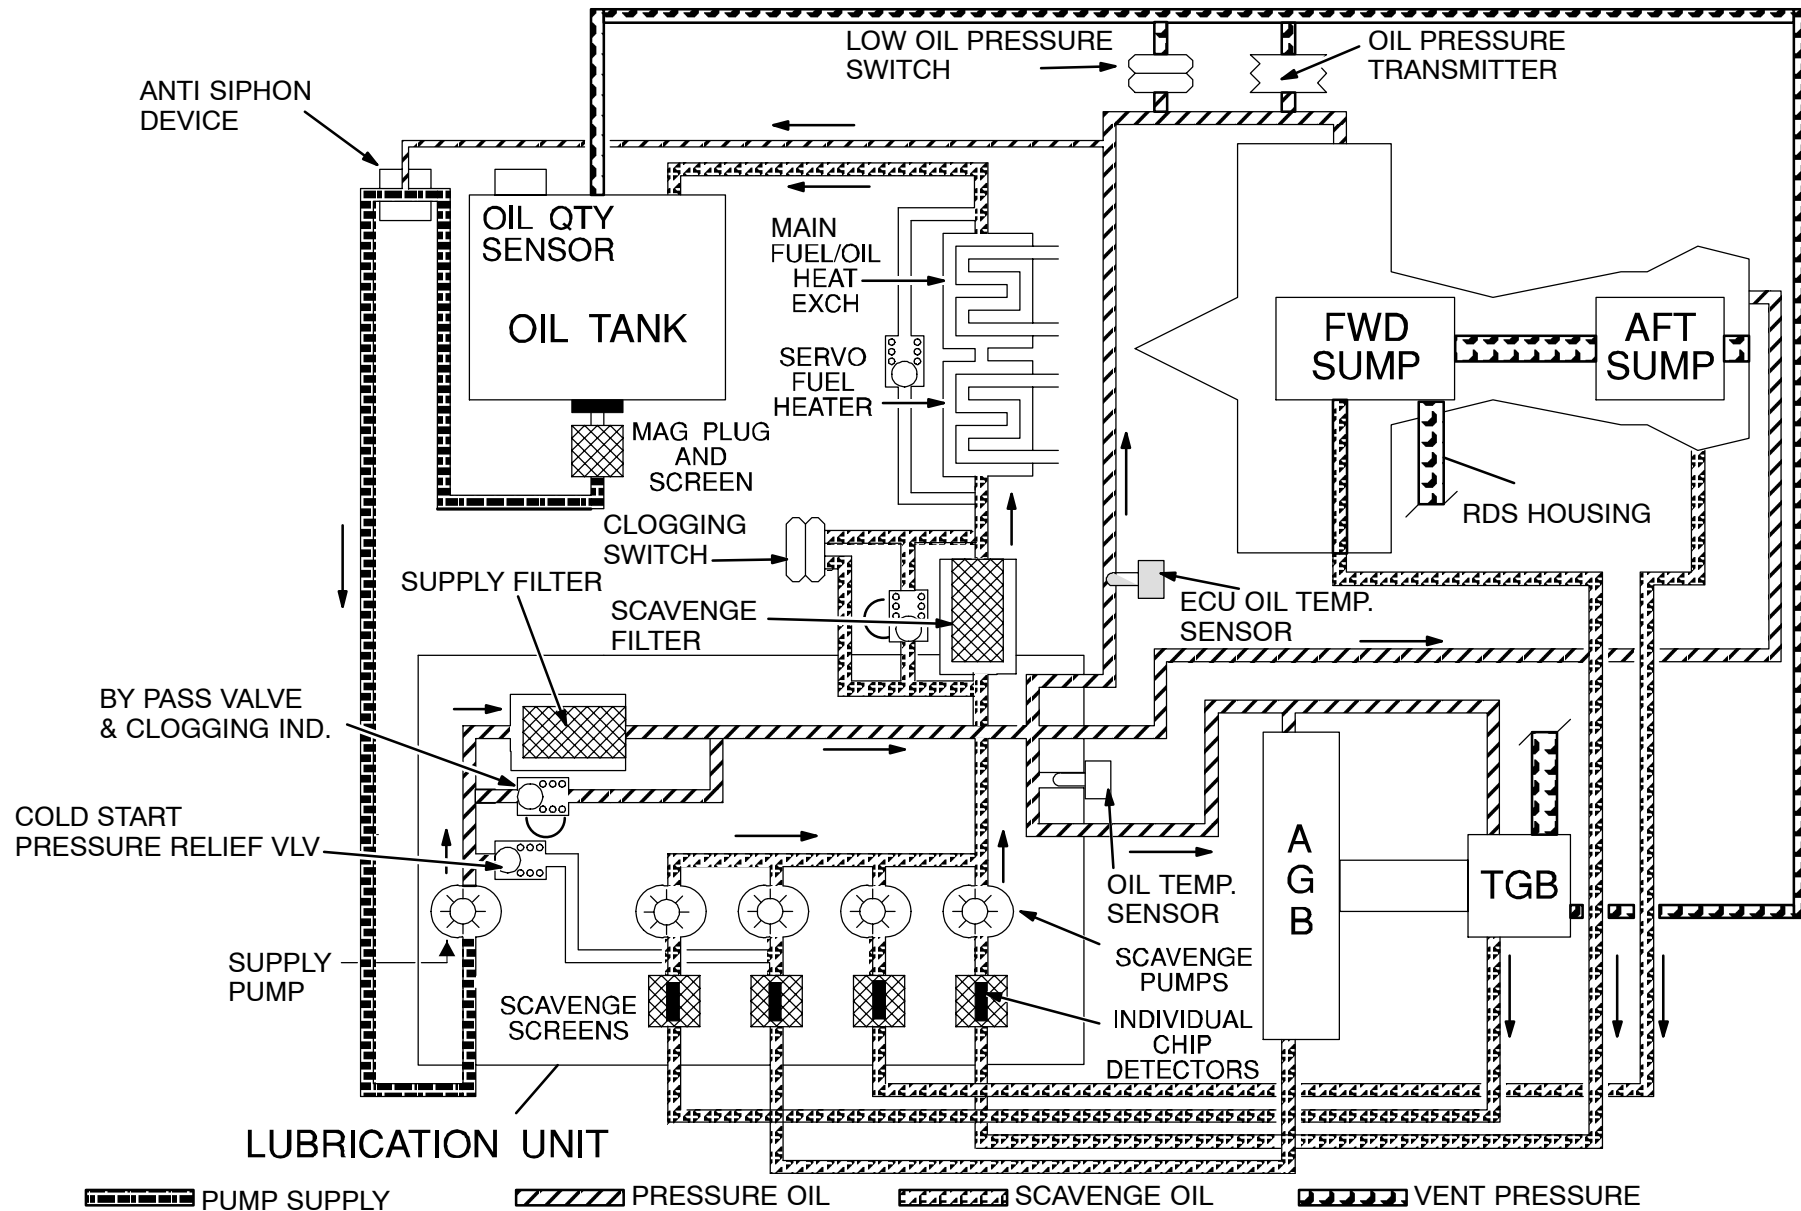 LOW OIL PRESSURE
SWITCH
OIL PRESSURE
TRANSMITTER
ANTI SIPHON
DEVICE
OIL QTY
SENSOR
OIL TANK
MAIN
FUEL/OIL
HEAT
EXCH
SERVO
FUEL
HEATER
FWD
SUMP
AFT
SUMP
MAG PLUG
AND
SCREEN
RDS HOUSING
CLOGGING
SWITCH
SUPPLY FILTER
SCAVENGE
FILTER
ECU OIL TEMP.
SENSOR
BY PASS VALVE
& CLOGGING IND.
COLD START
PRESSURE RELIEF VLV
A
G
B
TGB
OIL TEMP.
SENSOR
SUPPLY
PUMP
SCAVENGE
PUMPS
SCAVENGE
SCREENS
INDIVIDUAL
CHIP
DETECTORS
LUBRICATION UNIT
PUMP SUPPLY
PRESSURE OIL
SCAVENGE OIL
VENT PRESSURE